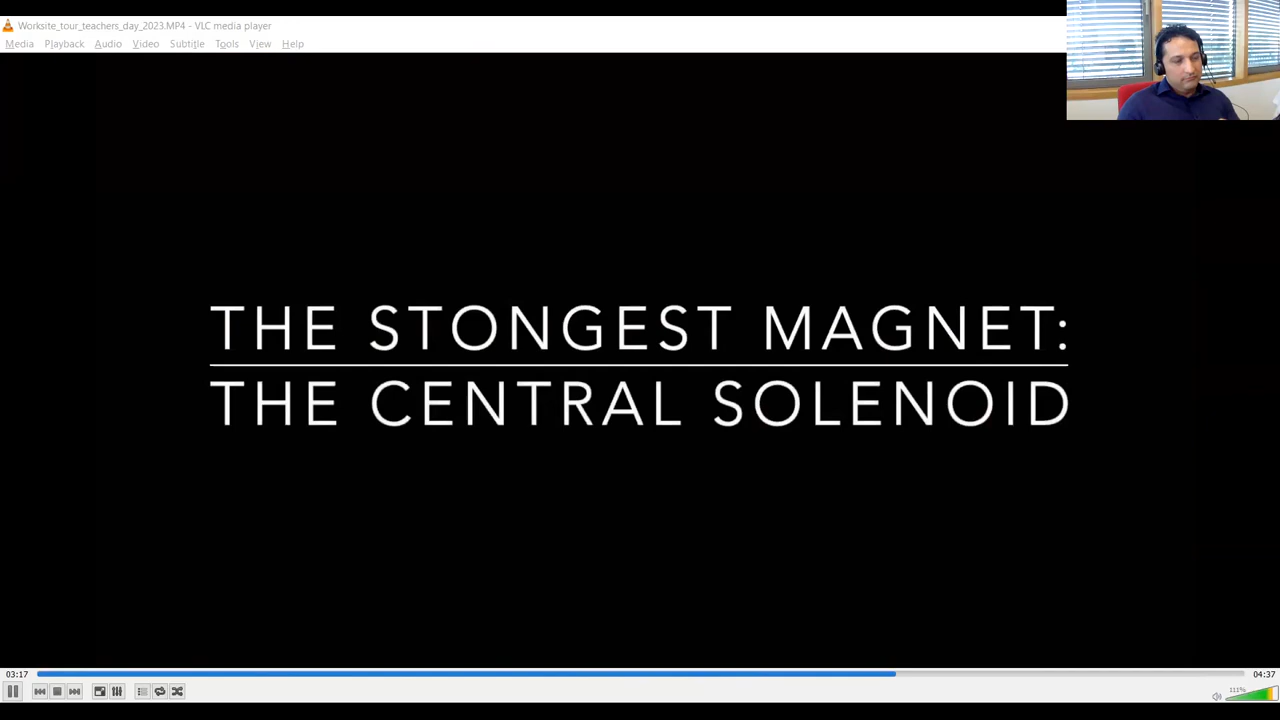 Worksite_tour_teachers_day_2023.MP4 - VLC media player
Media Playback Audio Video Subtitle Tools View Help
THE STONGEST MAGNET:
THE CENTRAL SOLENOID
03:17
04:37
111%